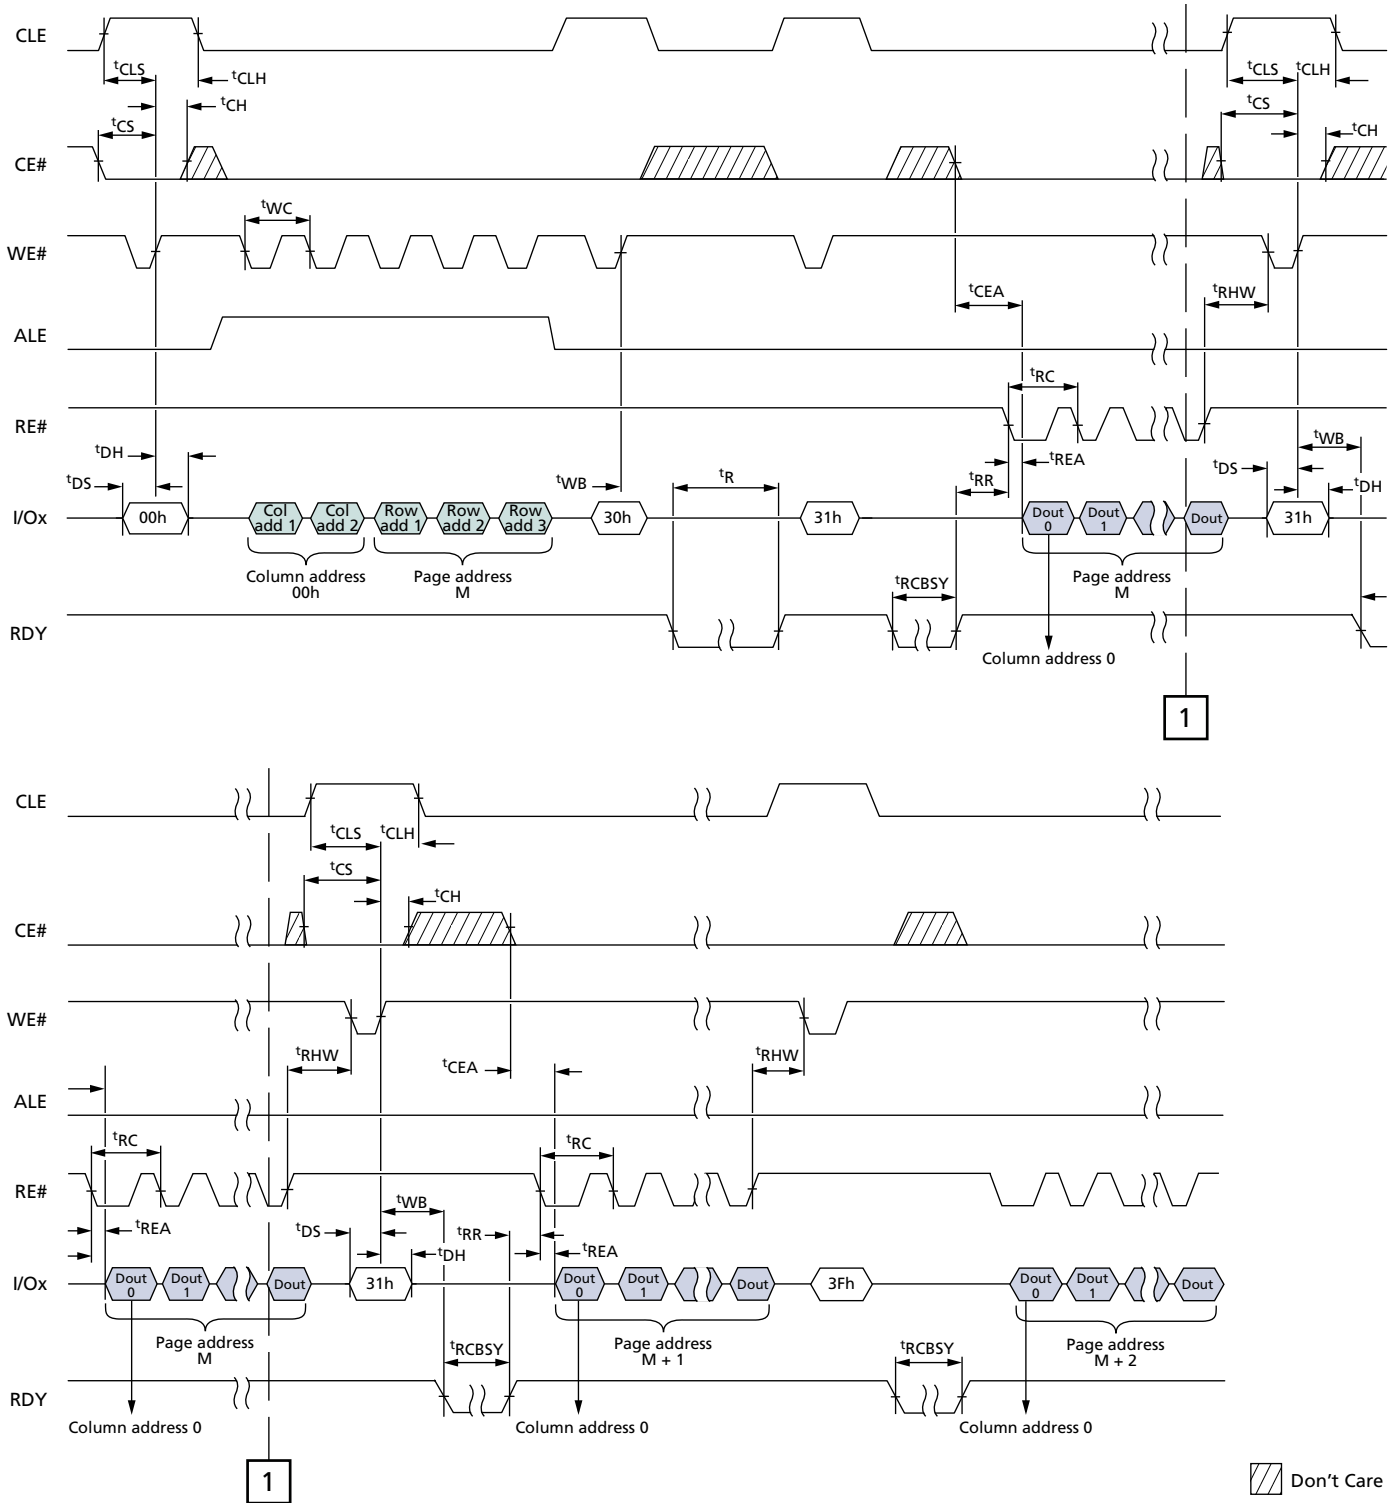 CLE
tCLS
tCLH
tCLS
tCLH
tCH
tCS
tCS
tCH
CE#
tWC
WE#
tCEA
tRHW
ALE
tRC
RE#
tDH
tREA
tWB
tDS
tWB
tR
tRR
tDS
tDH
I/Ox
00h
Col add 1
Col add 2
Row add 1
Row add 2
Row add 3
30h
31h
Dout 0
Dout 1
Dout
31h
Column address
00h
Page address
M
Page address
M
tRCBSY
RDY
Column address 0
1
CLE
tCLS
tCLH
tCS
tCH
CE#
WE#
tRHW
tCEA
tRHW
ALE
tRC
tRC
RE#
tREA
tWB
tDS
tRR
tDH
tREA
I/Ox
Dout 0
Dout 1
Dout
31h
Dout 0
Dout 1
Dout
3Fh
Dout 0
Dout 1
Dout
Page address
M
Page address
M + 1
Page address
M + 2
tRCBSY
tRCBSY
RDY
Column address 0
Column address 0
Column address 0
1
Don't Care